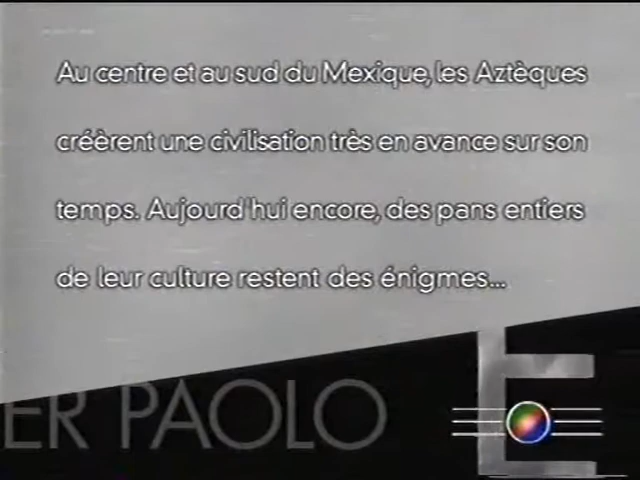 Au centre et au sud du Mexique, les Aztèques
créèrent une civilisation très en avance sur son
temps. Aujourd'hui encore, des pans entiers
de leur culture restent des énigmes...
ER PAOLO
E